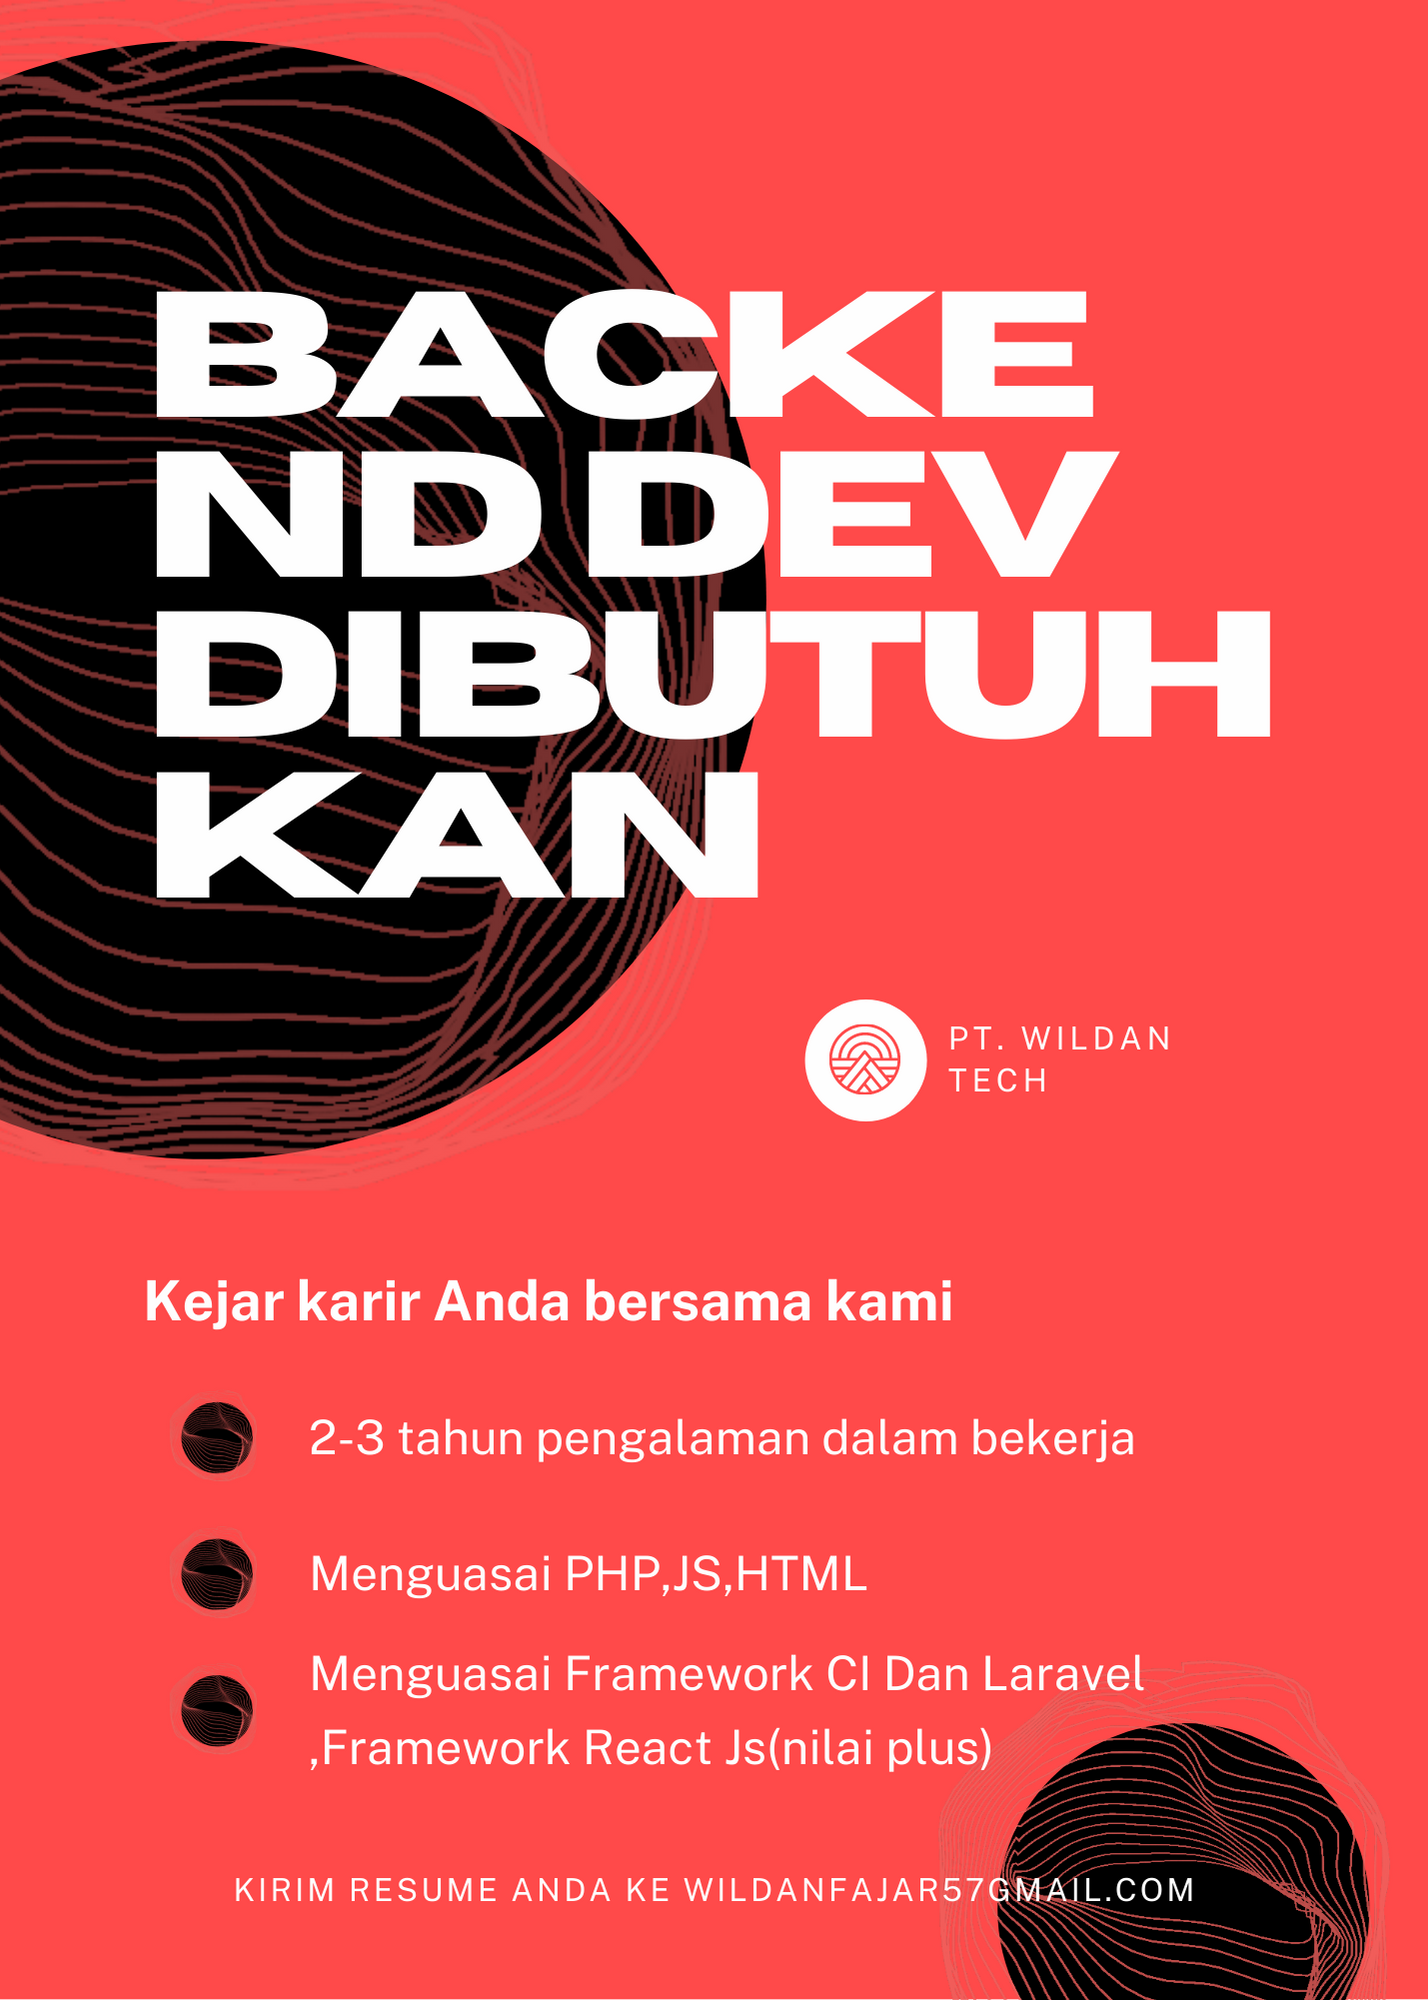 BACKE
ND DEV
DIBUTUH
KAN
PT. WILDAN
TECH
Kejar karir Anda bersama kami
2-3 tahun pengalaman dalam bekerja
Menguasai PHP,JS,HTML
Menguasai Framework CI Dan Laravel
,Framework React Js(nilai plus)
KIRIM RESUME ANDA KE WILDANFAJAR57GMAIL.COM